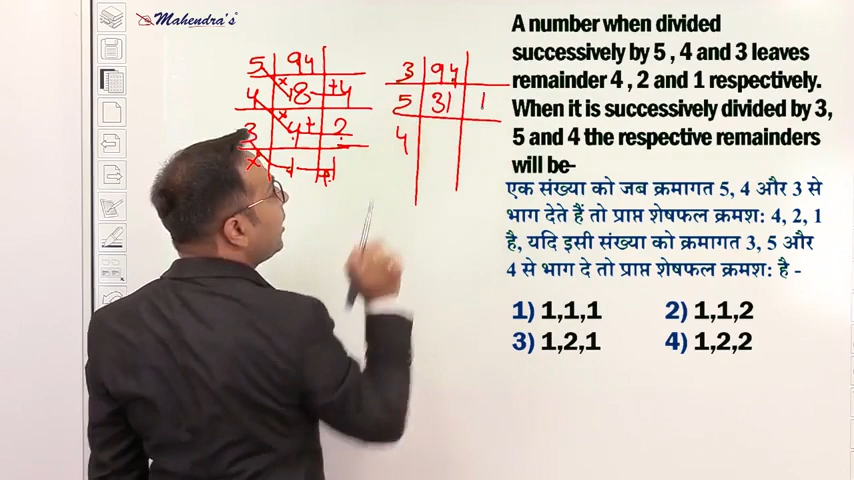 Mahendra's
A number when divided
successively by 5 , 4 and 3 leaves
remainder 4 , 2 and 1 respectively.
When it is successively divided by 3,
5 and 4 the respective remainders
will be-
एक संख्या को जब क्रमागत 5, 4 और 3 से
भाग देते हैं तो प्राप्त शेषफल क्रमश: 4, 2, 1
है, यदि इसी संख्या को क्रमागत 3, 5 और
4 से भाग दे तो प्राप्त शेषफल क्रमश: है -
1) 1,1,1 2) 1,1,2
3) 1,2,1 4) 1,2,2
5 94
4 × 18 + 4
3 × 4 + 2
× 1 1
3 94
5 31 1
4